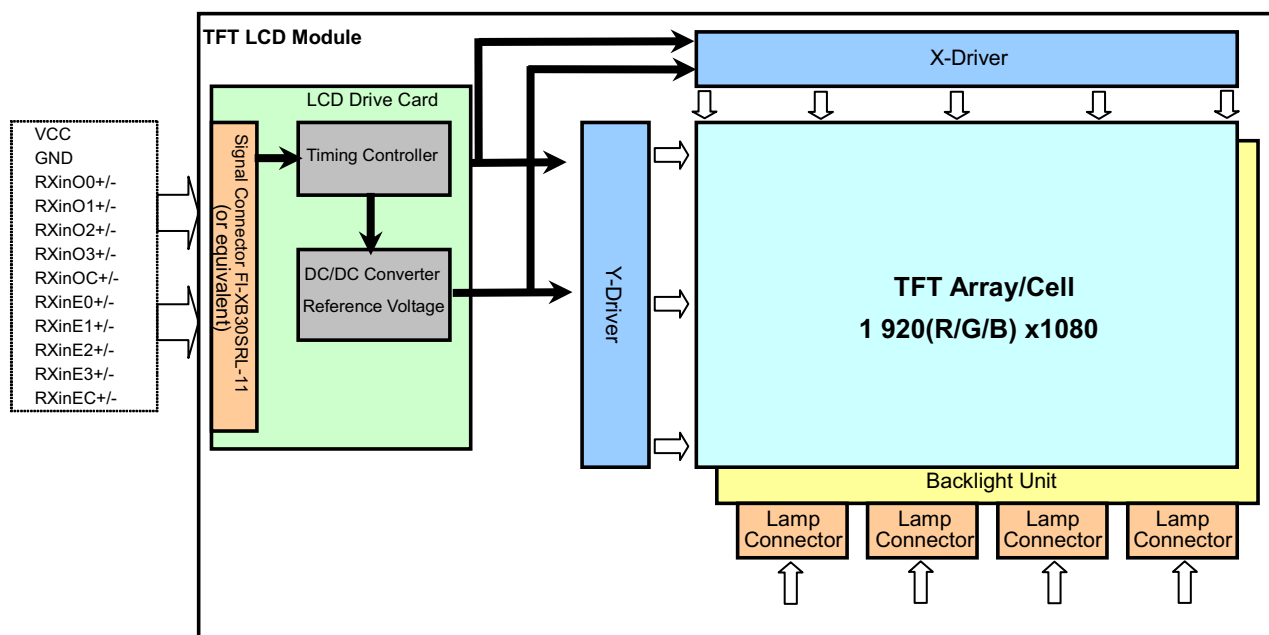 TFT LCD Module
X-Driver
LCD Drive Card
VCC
GND
RXinO0+/-
RXinO1+/-
RXinO2+/-
RXinO3+/-
RXinOC+/-
RXinE0+/-
RXinE1+/-
RXinE2+/-
RXinE3+/-
RXinEC+/-
Signal Connector FI-XB30SRL-11
(or equivalent)
Timing Controller
DC/DC Converter
Reference Voltage
Y-Driver
TFT Array/Cell
1 920(R/G/B) x1080
Backlight Unit
Lamp
Connector
Lamp
Connector
Lamp
Connector
Lamp
Connector